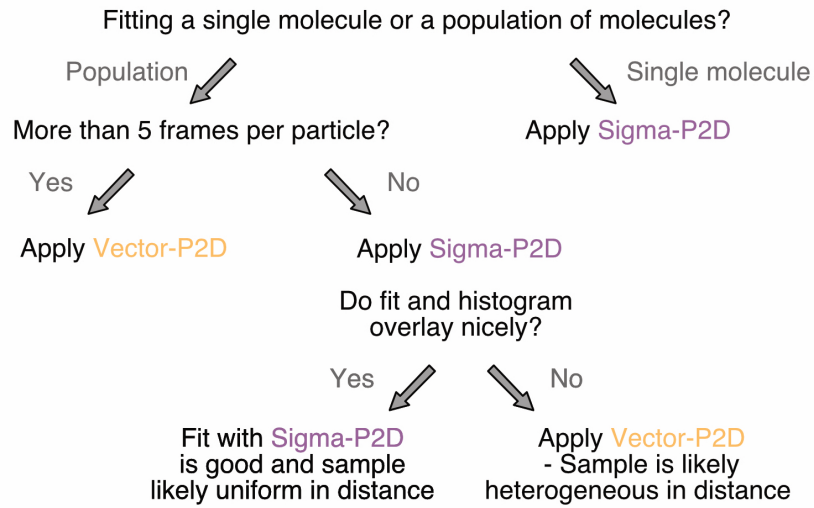 Fitting a single molecule or a population of molecules?
Population
Single molecule
More than 5 frames per particle?
Apply Sigma-P2D
Yes
No
Apply Vector-P2D
Apply Sigma-P2D
Do fit and histogram
overlay nicely?
Yes
No
Fit with Sigma-P2D
is good and sample
likely uniform in distance
Apply Vector-P2D
- Sample is likely
heterogeneous in distance